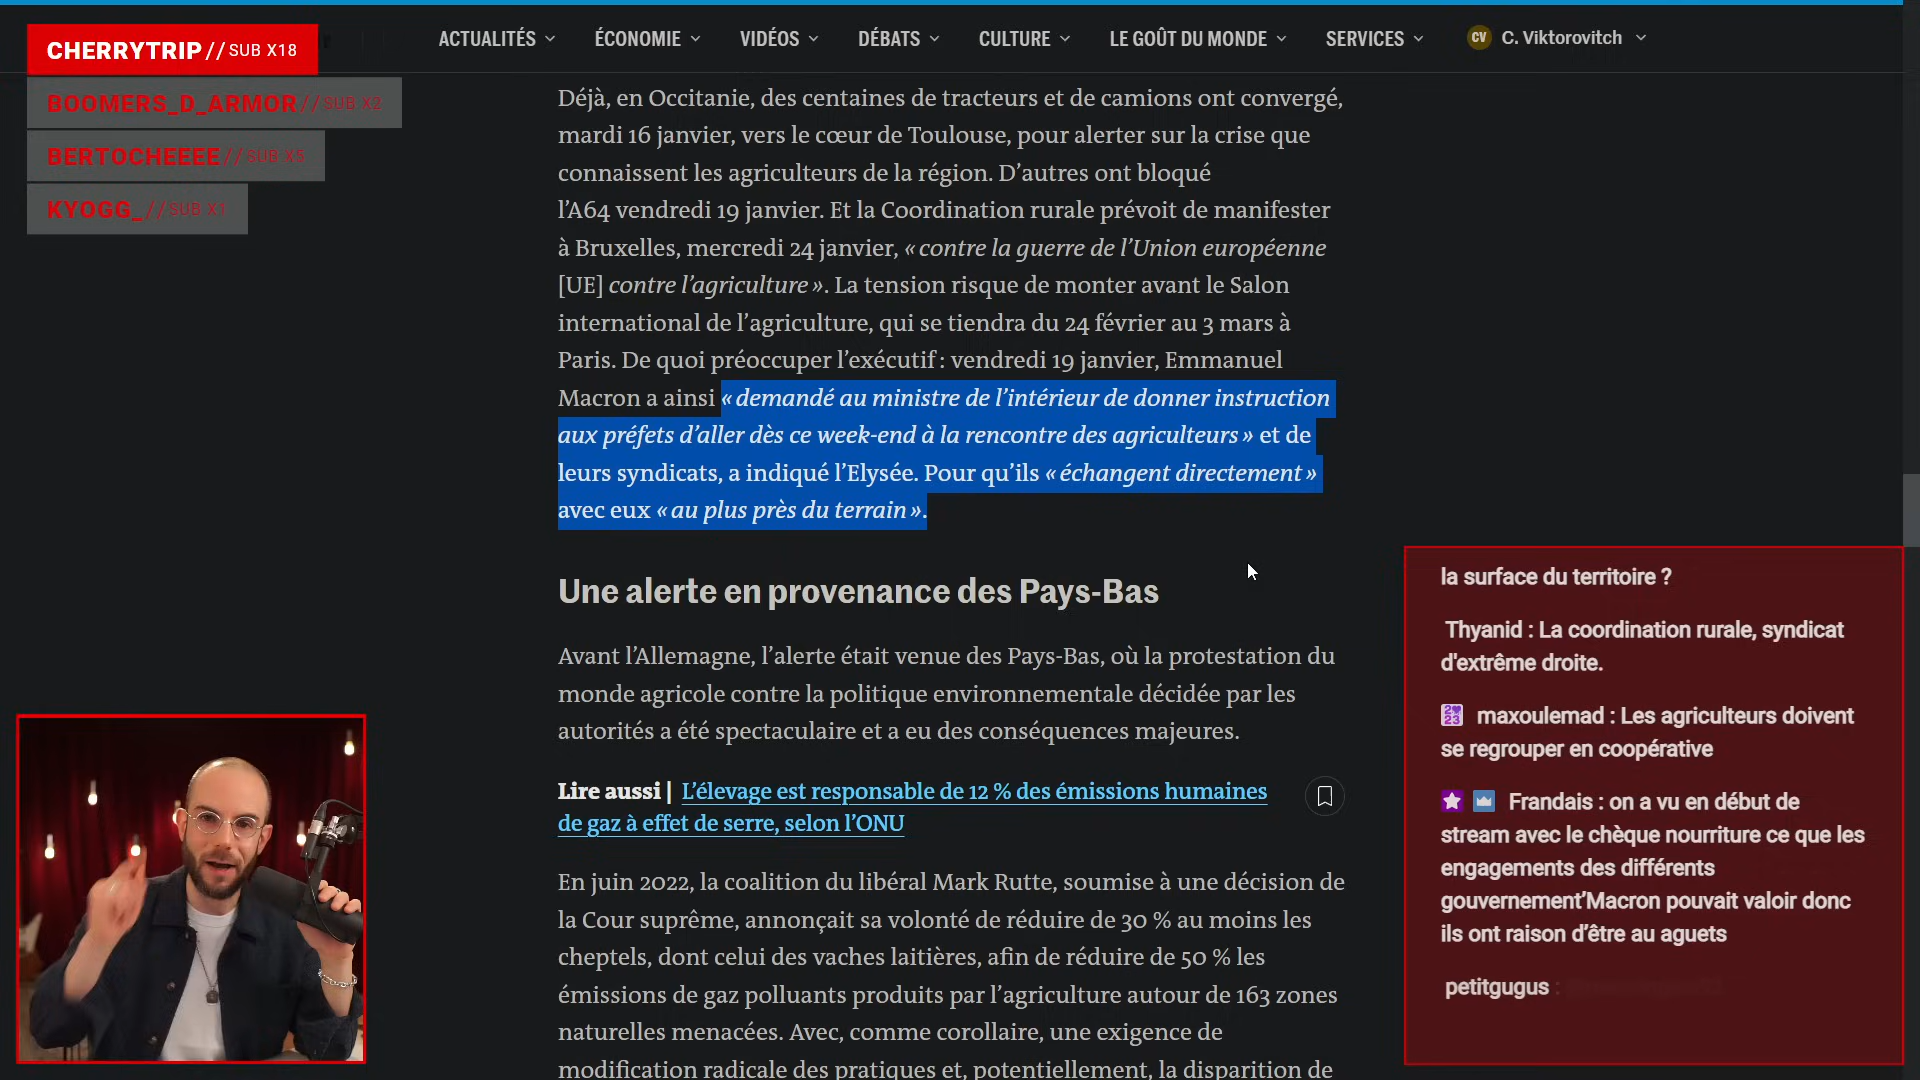 ACTUALITÉS
ÉCONOMIE
VIDÉOS
DÉBATS
CULTURE
LE GOÛT DU MONDE
SERVICES
CV
C. Viktorovitch
CHERRYTRIP // SUB X18
BOOMERS_D_ARMOR // SUB X2
BERTOCHEEEE // SUB X5
KYOGG_ // SUB X1
Déjà, en Occitanie, des centaines de tracteurs et de camions ont convergé,
mardi 16 janvier, vers le cœur de Toulouse, pour alerter sur la crise que
connaissent les agriculteurs de la région. D’autres ont bloqué
l’A64 vendredi 19 janvier. Et la Coordination rurale prévoit de manifester
à Bruxelles, mercredi 24 janvier, « contre la guerre de l’Union européenne
[UE] contre l’agriculture ». La tension risque de monter avant le Salon
international de l’agriculture, qui se tiendra du 24 février au 3 mars à
Paris. De quoi préoccuper l’exécutif : vendredi 19 janvier, Emmanuel
Macron a ainsi « demandé au ministre de l’intérieur de donner instruction
aux préfets d’aller dès ce week-end à la rencontre des agriculteurs » et de
leurs syndicats, a indiqué l’Elysée. Pour qu’ils « échangent directement »
avec eux « au plus près du terrain ».
Une alerte en provenance des Pays-Bas
Avant l’Allemagne, l’alerte était venue des Pays-Bas, où la protestation du
monde agricole contre la politique environnementale décidée par les
autorités a été spectaculaire et a eu des conséquences majeures.
Lire aussi | L’élevage est responsable de 12 % des émissions humaines
de gaz à effet de serre, selon l’ONU
En juin 2022, la coalition du libéral Mark Rutte, soumise à une décision de
la Cour suprême, annonçait sa volonté de réduire de 30 % au moins les
cheptels, dont celui des vaches laitières, afin de réduire de 50 % les
émissions de gaz polluants produits par l’agriculture autour de 163 zones
naturelles menacées. Avec, comme corollaire, une exigence de
modification radicale des pratiques et, potentiellement, la disparition de
la surface du territoire ?
Thyanid : La coordination rurale, syndicat
d'extrême droite.
maxoulemad : Les agriculteurs doivent
se regrouper en coopérative
Frandais : on a vu en début de
stream avec le chèque nourriture ce que les
engagements des différents
gouvernement’Macron pouvait valoir donc
ils ont raison d’être au aguets
petitgugus :